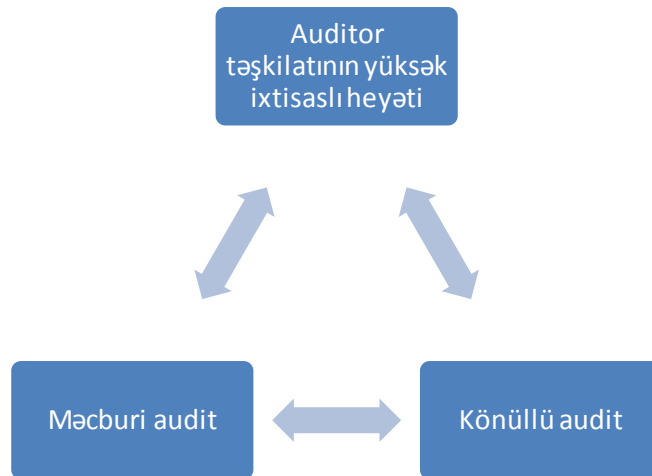 Auditor
təşkilatının yüksək
ixtisaslı heyəti
Məcburi audit
Könüllü audit